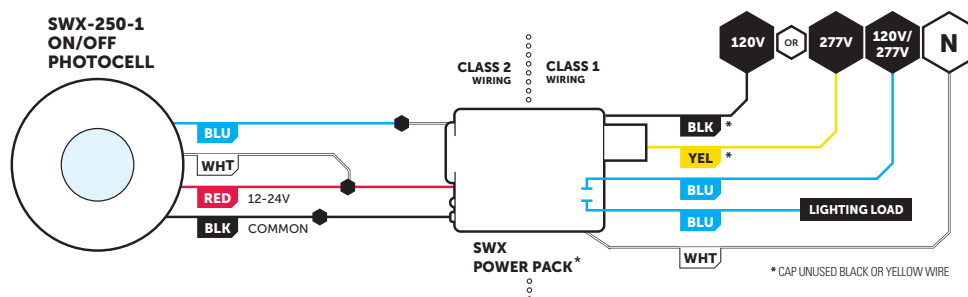 SWX-250-1
ON/OFF
PHOTOCELL
CLASS 2
WIRING
CLASS 1
WIRING
120V
OR
277V
120V/
277V
N
BLU
WHT
RED 12-24V
BLK COMMON
BLK *
YEL *
BLU
BLU
LIGHTING LOAD
WHT
SWX
POWER PACK*
* CAP UNUSED BLACK OR YELLOW WIRE